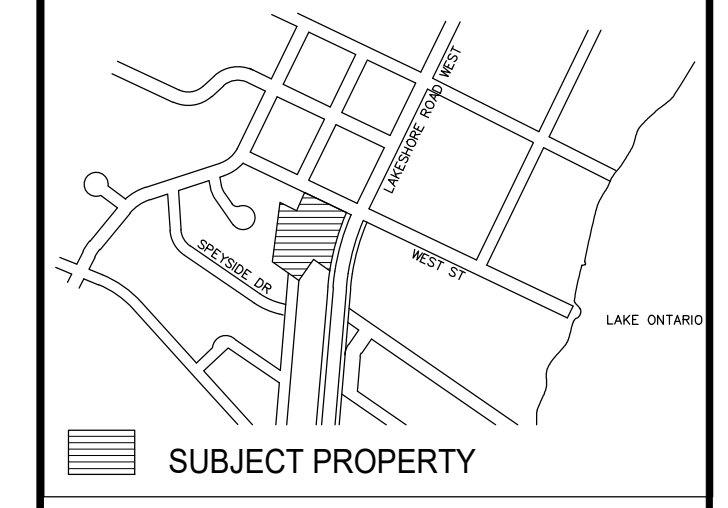 LAKESHORE ROAD WEST
SPEYSIDE DR
WEST ST
LAKE ONTARIO
SUBJECT PROPERTY